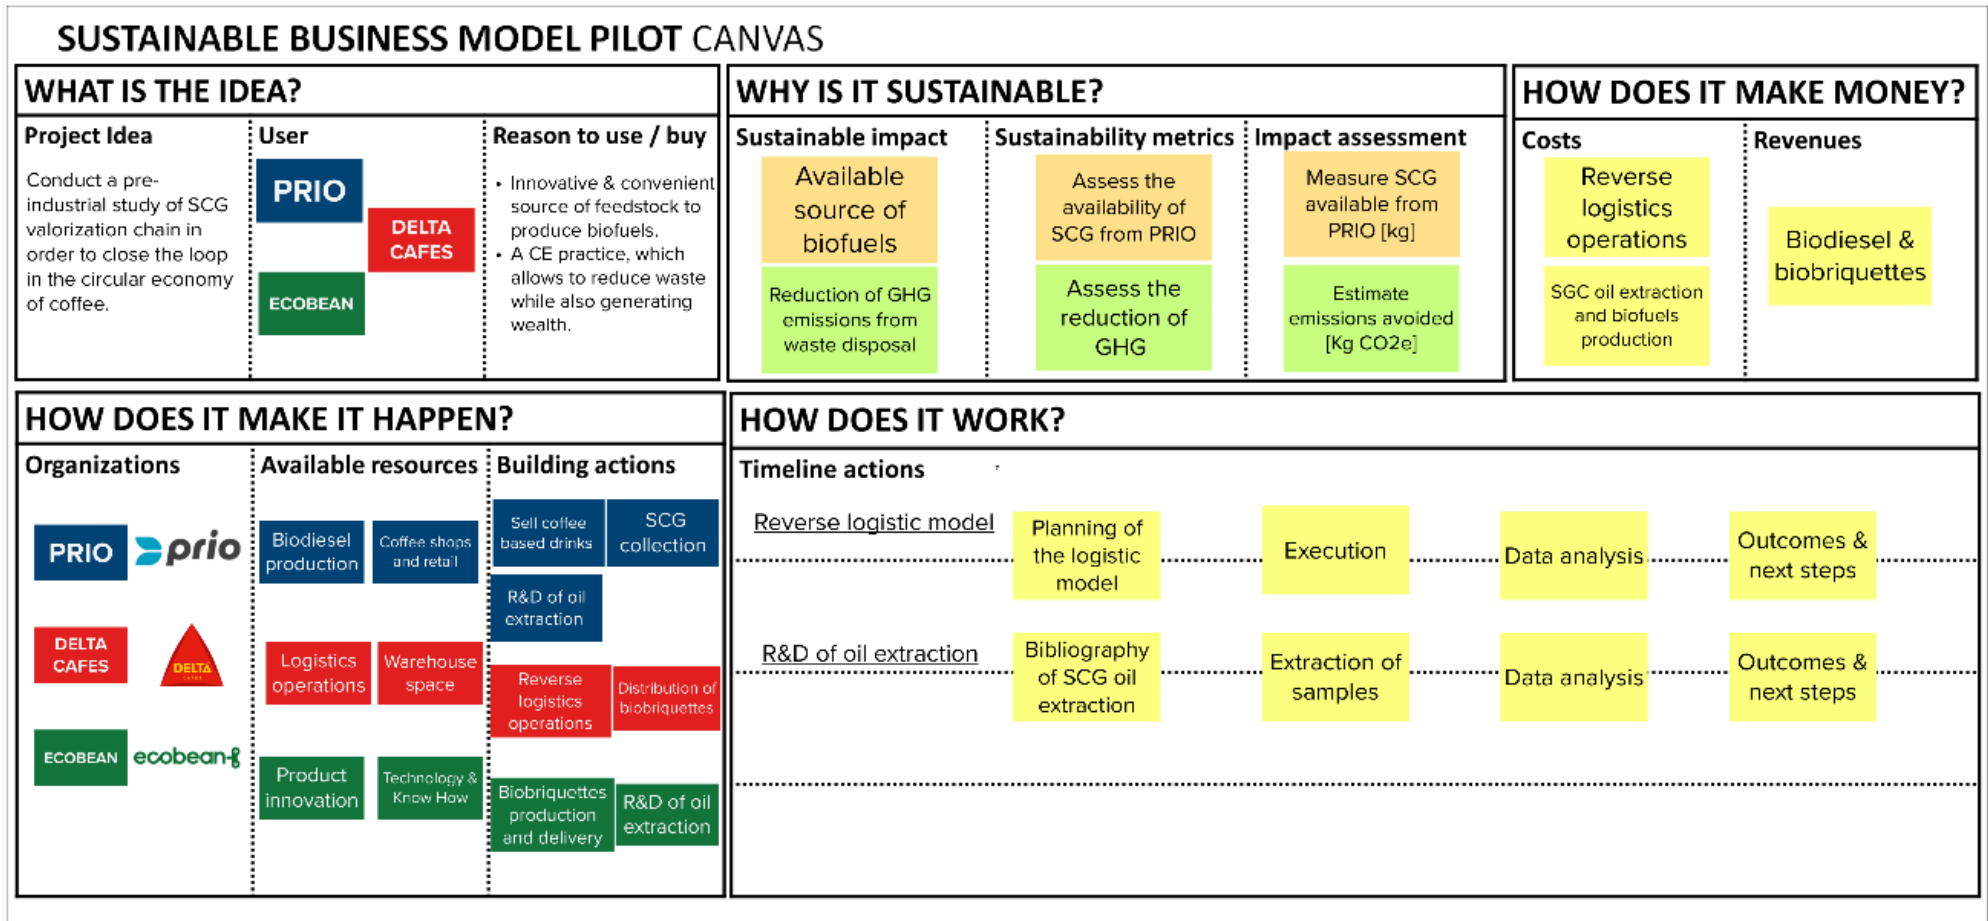 SUSTAINABLE BUSINESS MODEL PILOT CANVAS
WHAT IS THE IDEA?
Project Idea
Conduct a pre-
industrial study of SCG
valorization chain in
order to close the loop
in the circular economy
of coffee.
User
PRIO
DELTA
CAFES
ECOBEAN
Reason to use / buy
• Innovative & convenient
source of feedstock to
produce biofuels.
• A CE practice, which
allows to reduce waste
while also generating
wealth.
WHY IS IT SUSTAINABLE?
Sustainable impact
Available
source of
biofuels
Reduction of GHG
emissions from
waste disposal
Sustainability metrics
Assess the
availability of
SCG from PRIO
Assess the
reduction of
GHG
Impact assessment
Measure SCG
available from
PRIO [kg]
Estimate
emissions avoided
[Kg CO2e]
HOW DOES IT MAKE MONEY?
Costs
Reverse
logistics
operations
SGC oil extraction
and biofuels
production
Revenues
Biodiesel &
biobriquettes
HOW DOES IT MAKE IT HAPPEN?
Organizations
PRIO
prio
DELTA
CAFES
DELTA
CAFES
ECOBEAN
ecobean
Available resources
Biodiesel
production
Coffee shops
and retail
Logistics
operations
Warehouse
space
Product
innovation
Technology &
Know How
Building actions
Sell coffee
based drinks
SCG
collection
R&D of oil
extraction
Reverse
logistics
operations
Distribution of
biobriquettes
Biobriquettes
production
and delivery
R&D of oil
extraction
HOW DOES IT WORK?
Timeline actions
Reverse logistic model
Planning of
the logistic
model
Execution
Data analysis
Outcomes &
next steps
R&D of oil extraction
Bibliography
of SCG oil
extraction
Extraction of
samples
Data analysis
Outcomes &
next steps